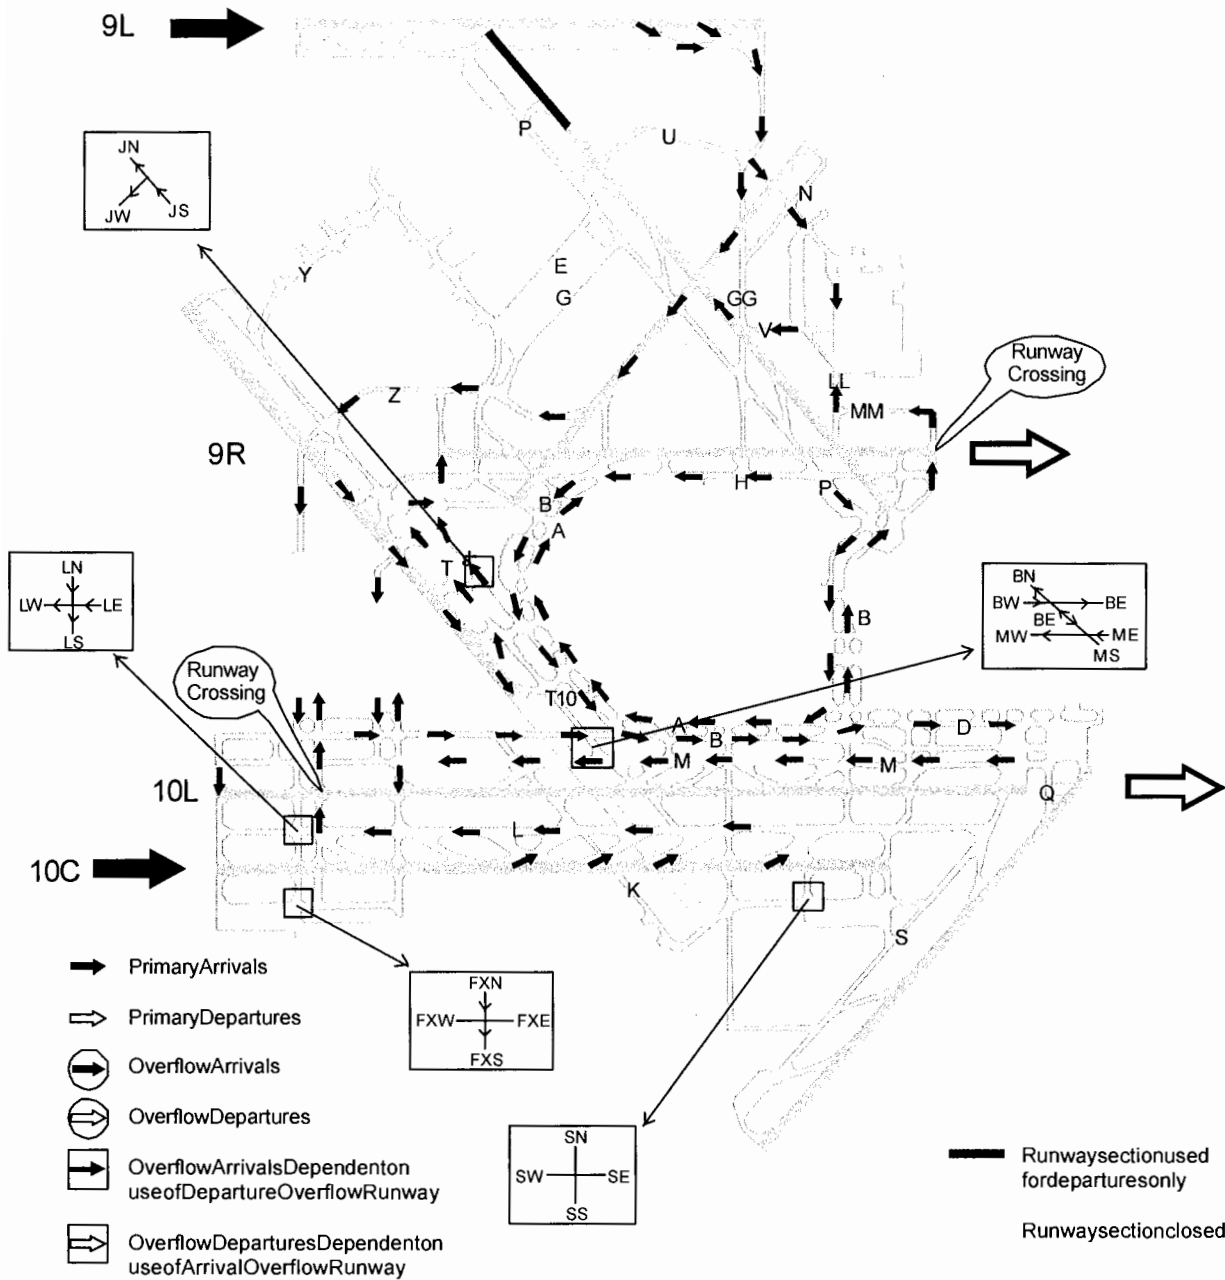 9L
P
U
JN
JW
JS
N
Y
E
G
GG
V
Runway
Crossing
LL
Z
MM
9R
H
P
B
A
T
LN
LW
LE
LS
BN
BW
BE
BE
MW
ME
MS
B
Runway
Crossing
T10
A
B
D
M
M
10L
Q
L
10C
K
S
PrimaryArrivals
FXN
FXW
FXE
FXS
PrimaryDepartures
OverflowArrivals
OverflowDepartures
SN
SW
SE
SS
OverflowArrivalsDependenton
useofDepartureOverflowRunway
Runwaysectionused
fordeparturesonly
OverflowDeparturesDependenton
useofArrivalOverflowRunway
Runwaysectionclosed